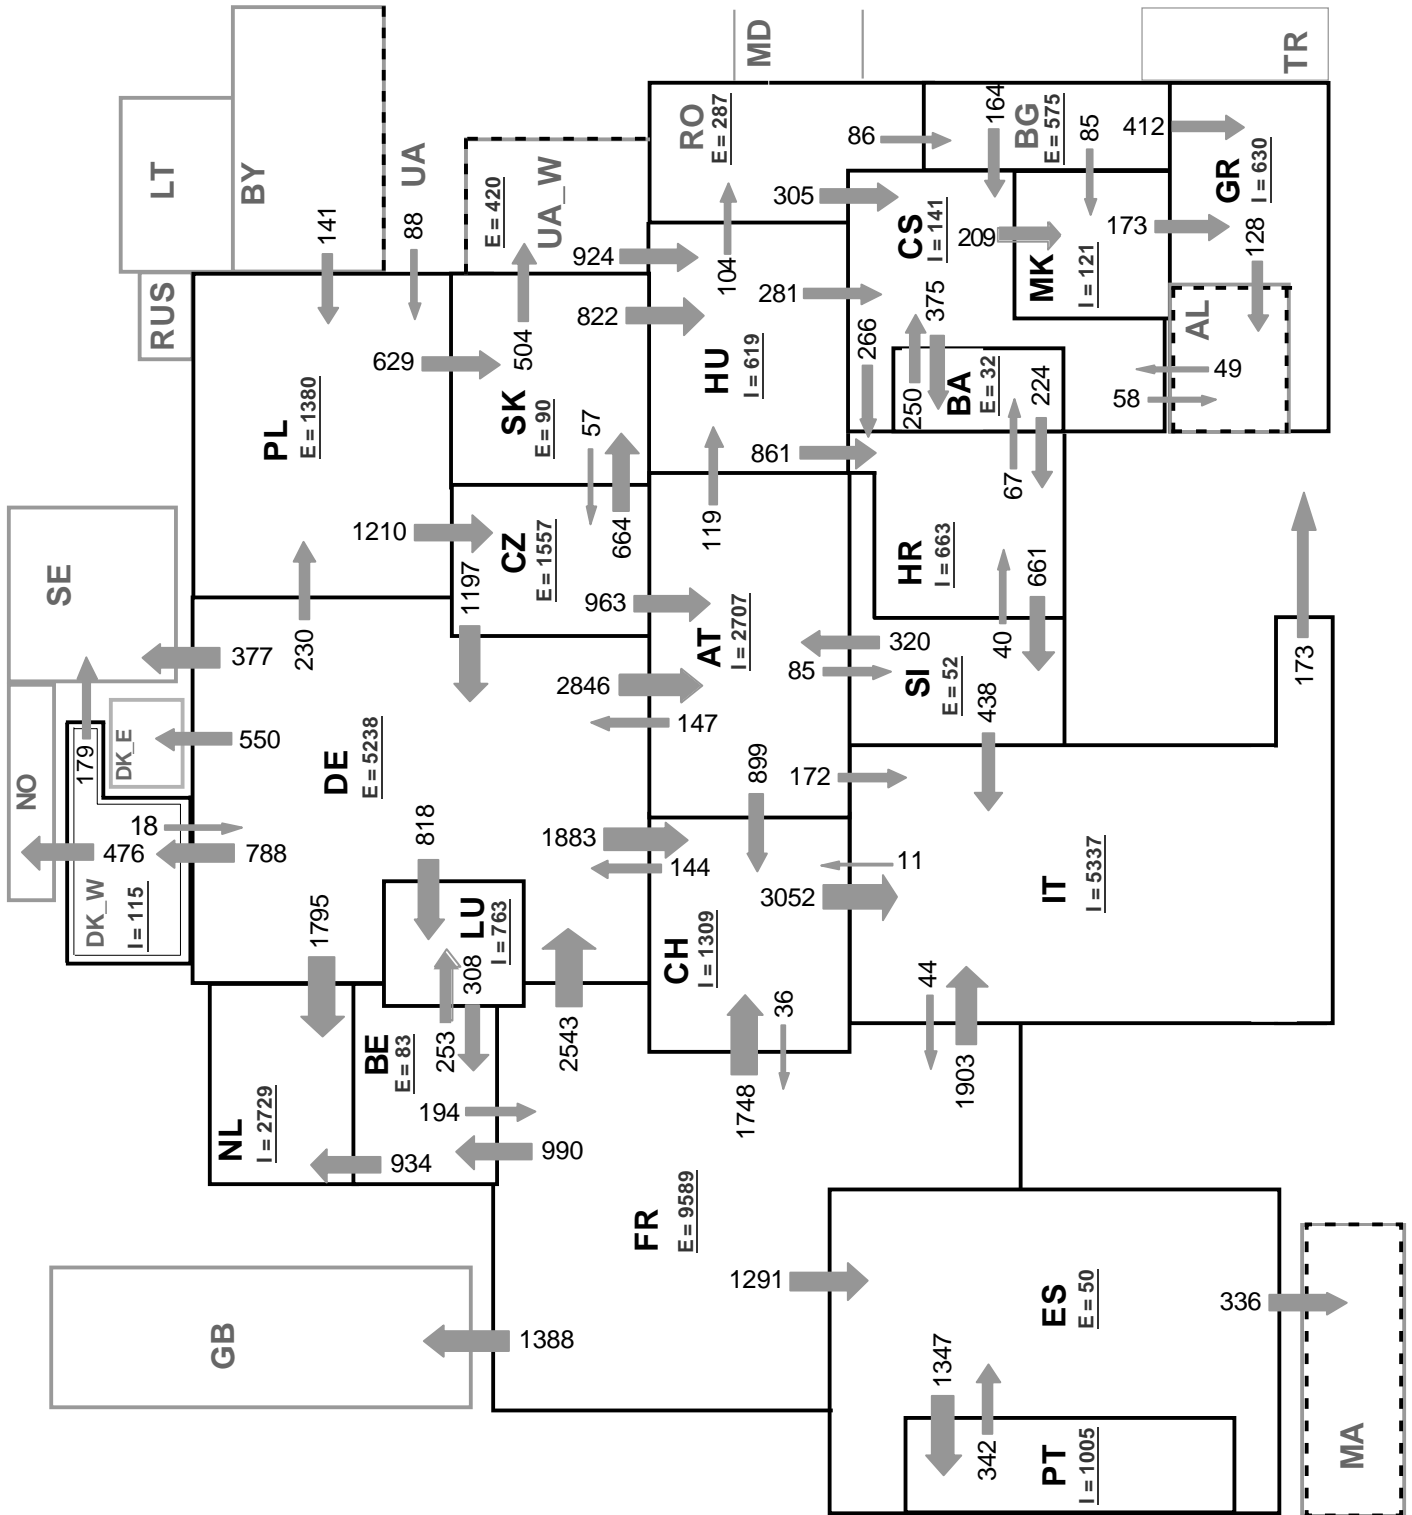 MD
TR
LT
BY
UA
RUS
141
88
E = 420
UA_W
RO
E = 287
86
164
BG
E = 575
85
412
GR
I = 630
305
CS
I = 141
209
MK
I = 121
173
128
924
104
822
281
375
266
AL
629
504
HU
I = 619
49
58
PL
E = 1380
SK
E = 90
57
250
BA
E = 32
224
861
67
1210
664
119
CZ
E = 1557
HR
I = 663
SE
1197
963
AT
I = 2707
661
230
377
320
40
85
SI
E = 52
173
2846
147
438
179
DK_E
550
DE
E = 5238
NO
899
172
18
476
788
818
1883
144
11
3052
IT
I = 5337
DK_W
I = 115
1795
LU
I = 763
CH
I = 1309
308
44
36
253
2543
BE
E = 83
1748
1903
NL
I = 2729
194
934
990
FR
E = 9589
1291
ES
E = 50
336
GB
1388
1347
342
PT
I = 1005
MA